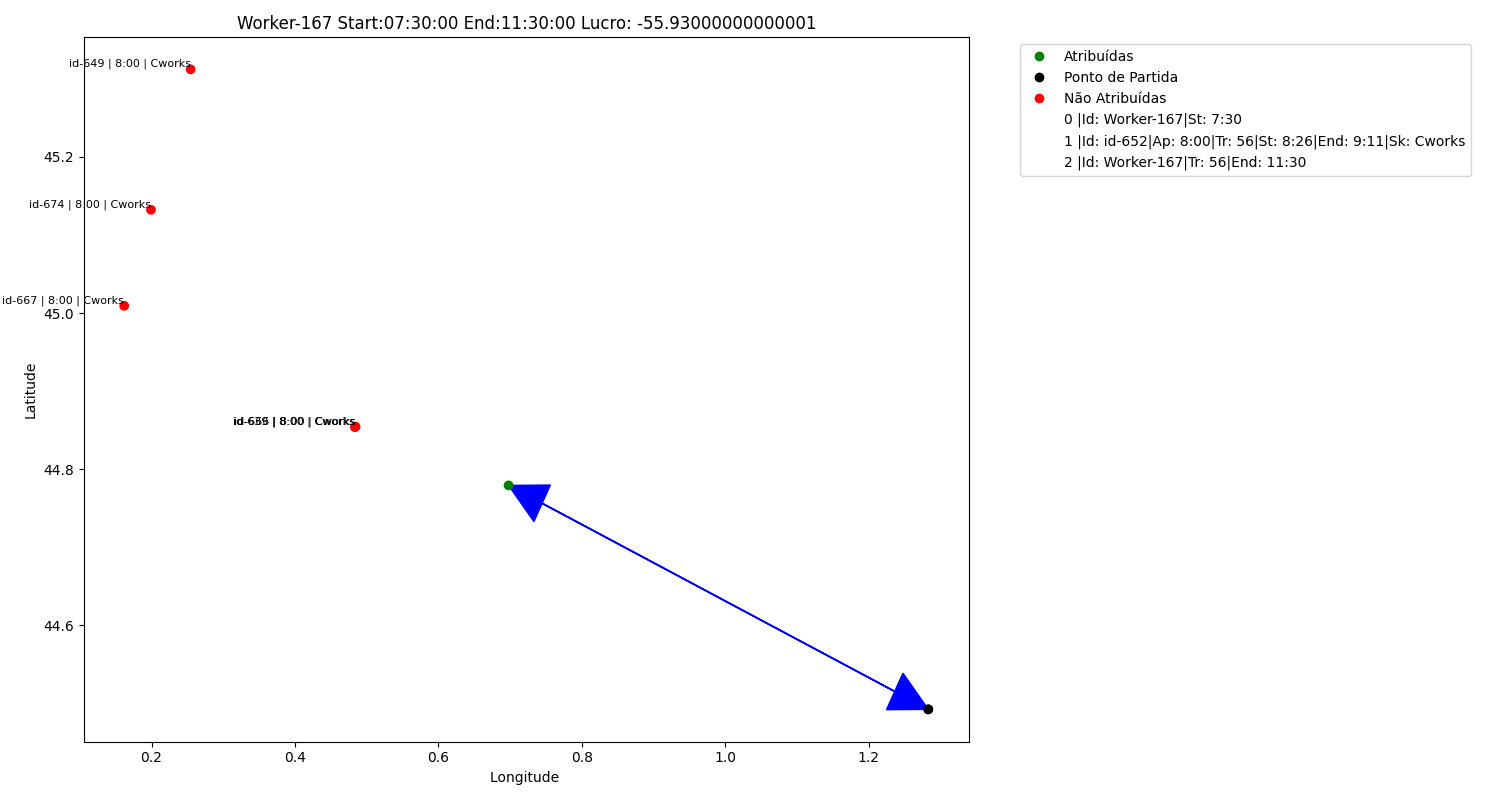 Worker-167 Start:07:30:00 End:11:30:00 Lucro: -55.93000000000001
id-649 | 8:00 | Cworks
id-674 | 8:00 | Cworks
id-667 | 8:00 | Cworks
| 8:00 | Cworks
45.2
45.0
44.8
44.6
Latitude
0.2
0.4
0.6
0.8
1.0
1.2
Longitude
Atribuídas
Ponto de Partida
Não Atribuídas
0 |Id: Worker-167|St: 7:30
1 |Id: id-652|Ap: 8:00|Tr: 56|St: 8:26|End: 9:11|Sk: Cworks
2 |Id: Worker-167|Tr: 56|End: 11:30